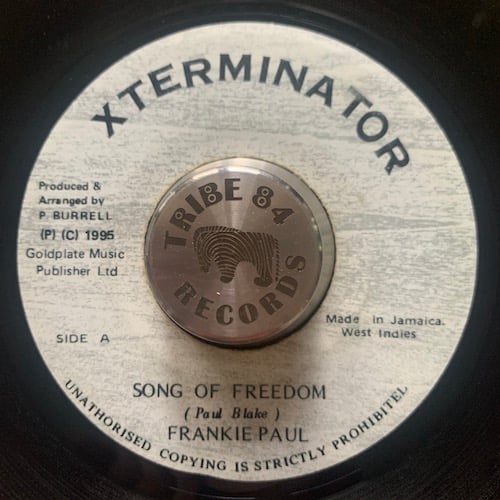 XTERMINATOR
Produced &
Arranged by
P. BURRELL
(P) (C) 1995
Goldplate Music
Publisher Ltd
TRIBE 84
RECORDS
Made in Jamaica.
West Indies
SIDE A
SONG OF FREEDOM
( Paul Blake )
FRANKIE PAUL
UNATHORISED COPYING IS STRICTLY PROHIBITEL